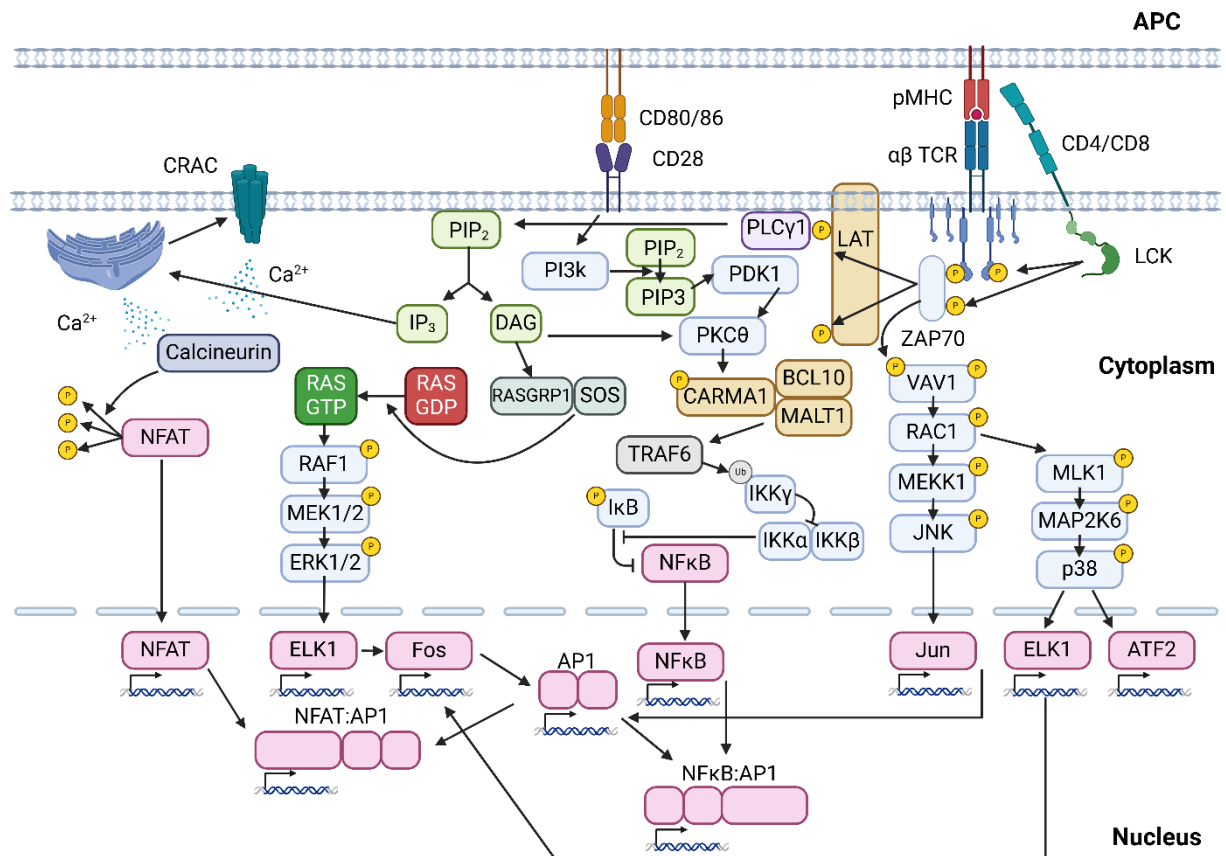 APC
pMHC
CD80/86
αβ TCR
CD4/CD8
CD28
CRAC
PIP2
PLCγ1
P
LAT
PI3k
PIP2
PDK1
LCK
Ca2+
PIP3
P
P
P
Ca2+
IP3
DAG
PKCθ
P
ZAP70
Calcineurin
Cytoplasm
P
RAS
GTP
RAS
GDP
RASGRP1
SOS
P
CARMA1
BCL10
MALT1
P
P
VAV1
P
P
NFAT
RAC1
RAF1
P
TRAF6
Ub
IKKγ
MEKK1
P
MLK1
P
MEK1/2
P
P
IκB
JNK
P
MAP2K6
P
IKKα
IKKβ
ERK1/2
P
NFκB
p38
P
NFAT
ELK1
Fos
AP1
NFκB
Jun
ELK1
ATF2
NFAT:AP1
NFκB:AP1
Nucleus